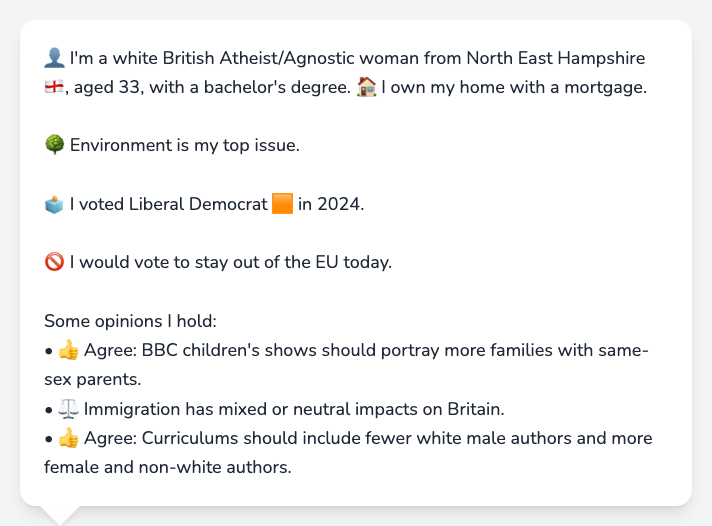 👤 I'm a white British Atheist/Agnostic woman from North East Hampshire
🏴󠁧󠁢󠁥󠁮󠁧󠁿, aged 33, with a bachelor's degree. 🏠 I own my home with a mortgage.
🌳 Environment is my top issue.
🗳️ I voted Liberal Democrat 🟧 in 2024.
🚫 I would vote to stay out of the EU today.
Some opinions I hold:
• 👍 Agree: BBC children's shows should portray more families with same-
sex parents.
• ⚖️ Immigration has mixed or neutral impacts on Britain.
• 👍 Agree: Curriculums should include fewer white male authors and more
female and non-white authors.